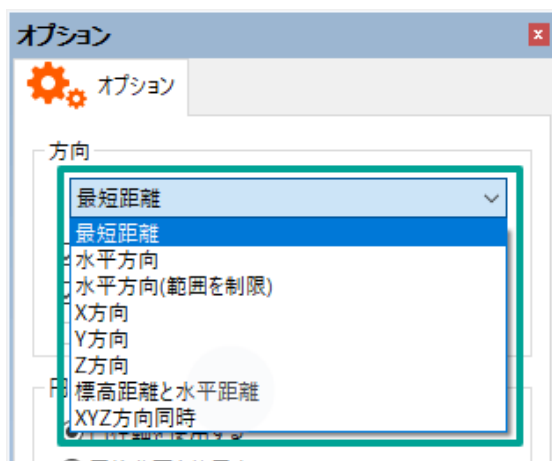 オプション
オプション
方向
最短距離
最短距離
水平方向
水平方向(範囲を制限)
X方向
Y方向
Z方向
標高距離と水平距離
XYZ方向同時